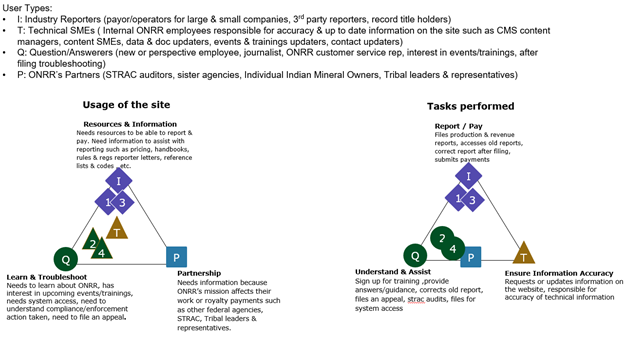 User Types:
• I: Industry Reporters (payor/operators for large & small companies, 3rd party reporters, record title holders)
• T: Technical SMEs ( Internal ONRR employees responsible for accuracy & up to date information on the site such as CMS content
managers, content SMEs, data & doc updaters, events & trainings updaters, contact updaters)
• Q: Question/Answerers (new or perspective employee, journalist, ONRR customer service rep, interest in events/trainings, after
filing troubleshooting)
• P: ONRR's Partners (STRAC auditors, sister agencies, Individual Indian Mineral Owners, Tribal leaders & representatives)
Usage of the site
Resources & Information
Needs resources to be able to report &
pay. Need information to assist with
reporting such as pricing, handbooks,
rules & regs reporter letters, reference
lists & codes ...etc.
I
1 3
T
2
4
Q
P
Learn & Troubleshoot
Needs to learn about ONRR, has
interest in upcoming events/trainings,
needs system access, need to
understand compliance/enforcement
action taken, need to file an appeal.
Partnership
Needs information because
ONRR's mission affects their
work or royalty payments such
as other federal agencies,
STRAC, Tribal leaders &
representatives.
Tasks performed
Report / Pay
Files production & revenue
reports, accesses old reports,
correct report after filing,
submits payments
I
1 3
2
4
Q
P
T
Understand & Assist
Sign up for training ,provide
answers/guidance, corrects old report,
files an appeal, strac audits, files for
system access
Ensure Information Accuracy
Requests or updates information on
the website, responsible for
accuracy of technical information